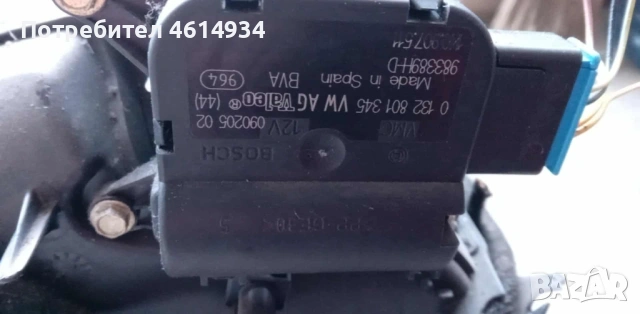 Потребител 4614934
983389H-D
Made in Spain BVA
964
0 132 801 345 VW AG Valeo ® (44)
090205 02
12V
BOSCH
BAZAR